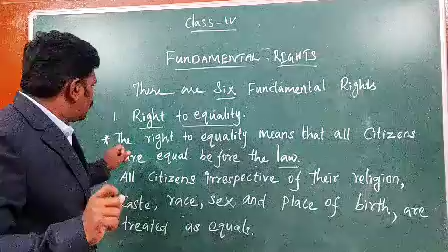 Class-IV
FUNDAMENTAL RIGHTS
There are Six Fundamental Rights
1. Right to equality.
* The right to equality means that all Citizens
are equal before the law.
All Citizens irrespective of their religion,
caste, race, sex and place of birth, are
treated as equals.